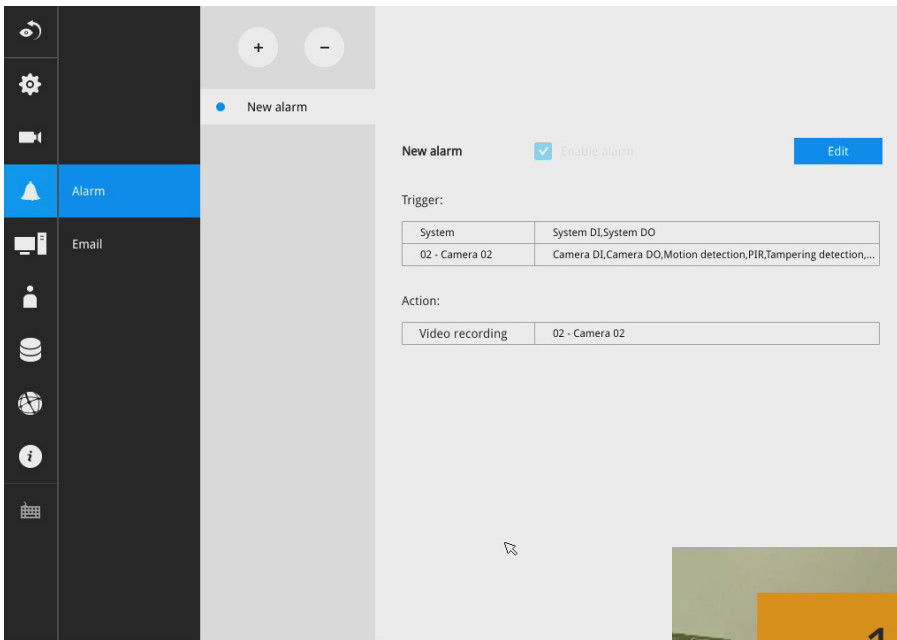 + −
New alarm
New alarm Enable alarm Edit
Alarm
Trigger:
System System DI,System DO
Email
02 - Camera 02 Camera DI,Camera DO,Motion detection,PIR,Tampering detection,...
Action:
Video recording 02 - Camera 02
i